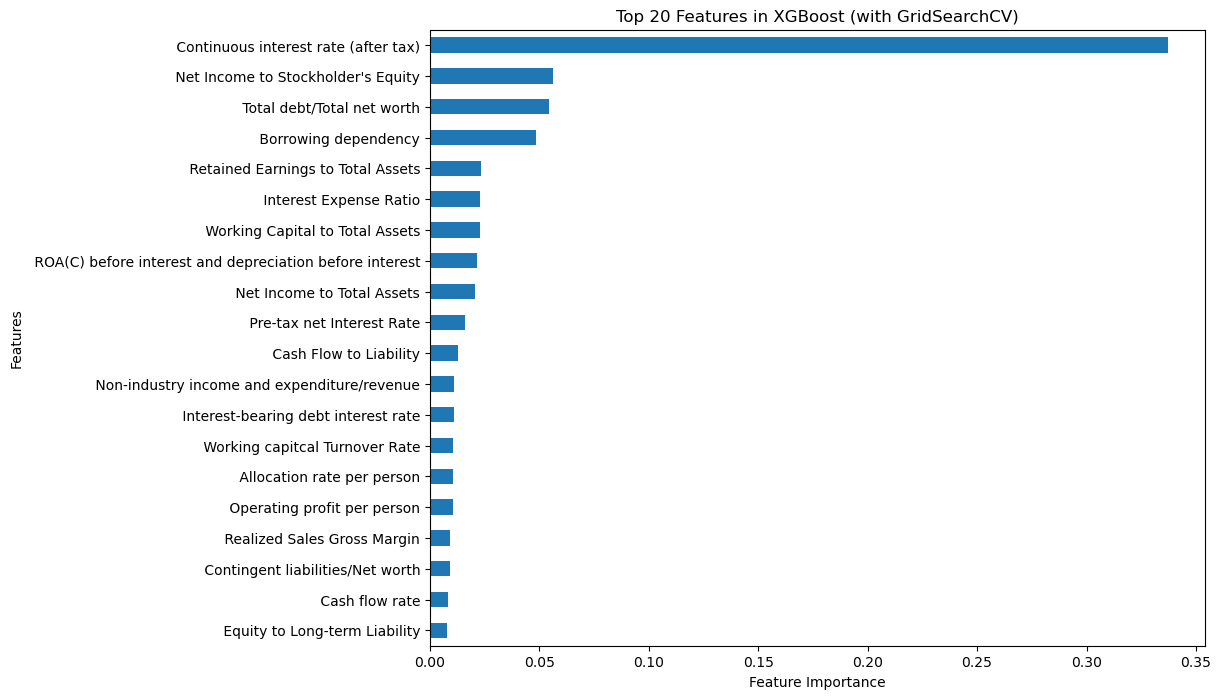 Top 20 Features in XGBoost (with GridSearchCV)
Continuous interest rate (after tax)
Net Income to Stockholder's Equity
Total debt/Total net worth
Borrowing dependency
Retained Earnings to Total Assets
Interest Expense Ratio
Working Capital to Total Assets
ROA(C) before interest and depreciation before interest
Net Income to Total Assets
Pre-tax net Interest Rate
Cash Flow to Liability
Non-industry income and expenditure/revenue
Interest-bearing debt interest rate
Working capitcal Turnover Rate
Allocation rate per person
Operating profit per person
Realized Sales Gross Margin
Contingent liabilities/Net worth
Cash flow rate
Equity to Long-term Liability
Features
0.00 0.05 0.10 0.15 0.20 0.25 0.30 0.35
Feature Importance